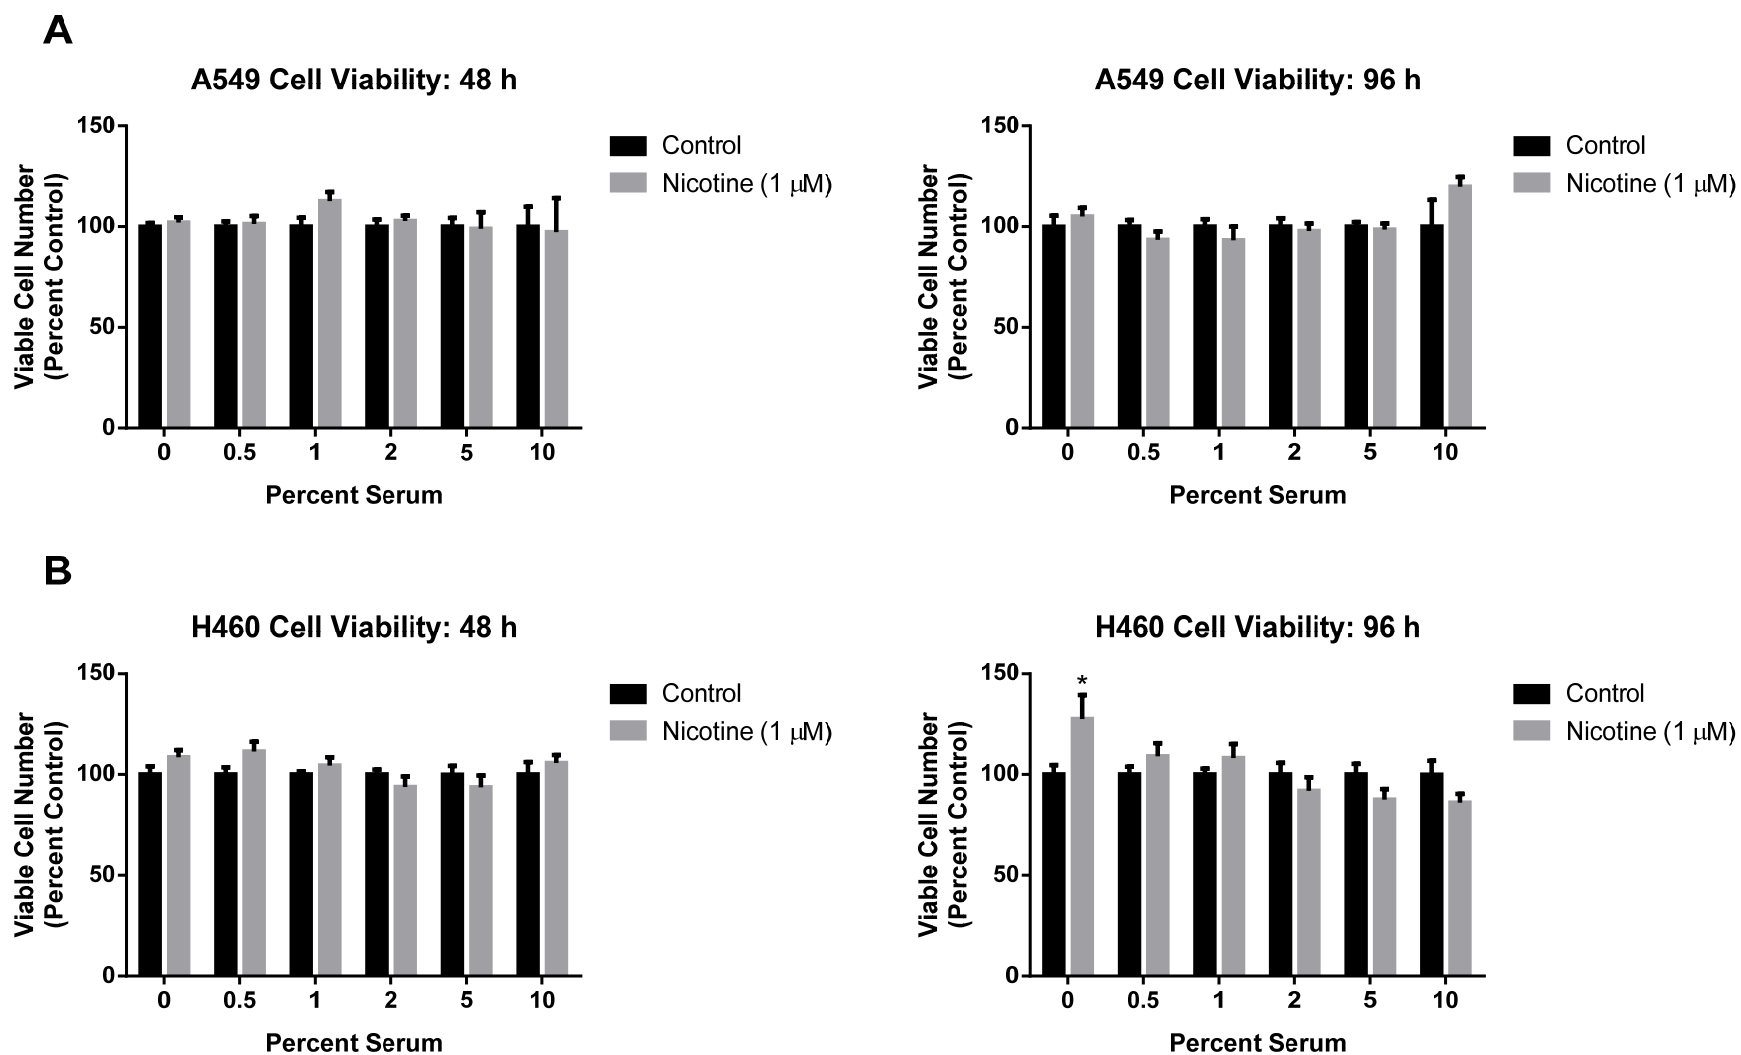 A
A549 Cell Viability: 48 h
Viable Cell Number
(Percent Control)
150
100
50
0
0 0.5 1 2 5 10
Percent Serum
Control
Nicotine (1 μM)
A549 Cell Viability: 96 h
Viable Cell Number
(Percent Control)
150
100
50
0
0 0.5 1 2 5 10
Percent Serum
Control
Nicotine (1 μM)
B
H460 Cell Viability: 48 h
Viable Cell Number
(Percent Control)
150
100
50
0
0 0.5 1 2 5 10
Percent Serum
Control
Nicotine (1 μM)
H460 Cell Viability: 96 h
Viable Cell Number
(Percent Control)
150
100
50
0
*
0 0.5 1 2 5 10
Percent Serum
Control
Nicotine (1 μM)